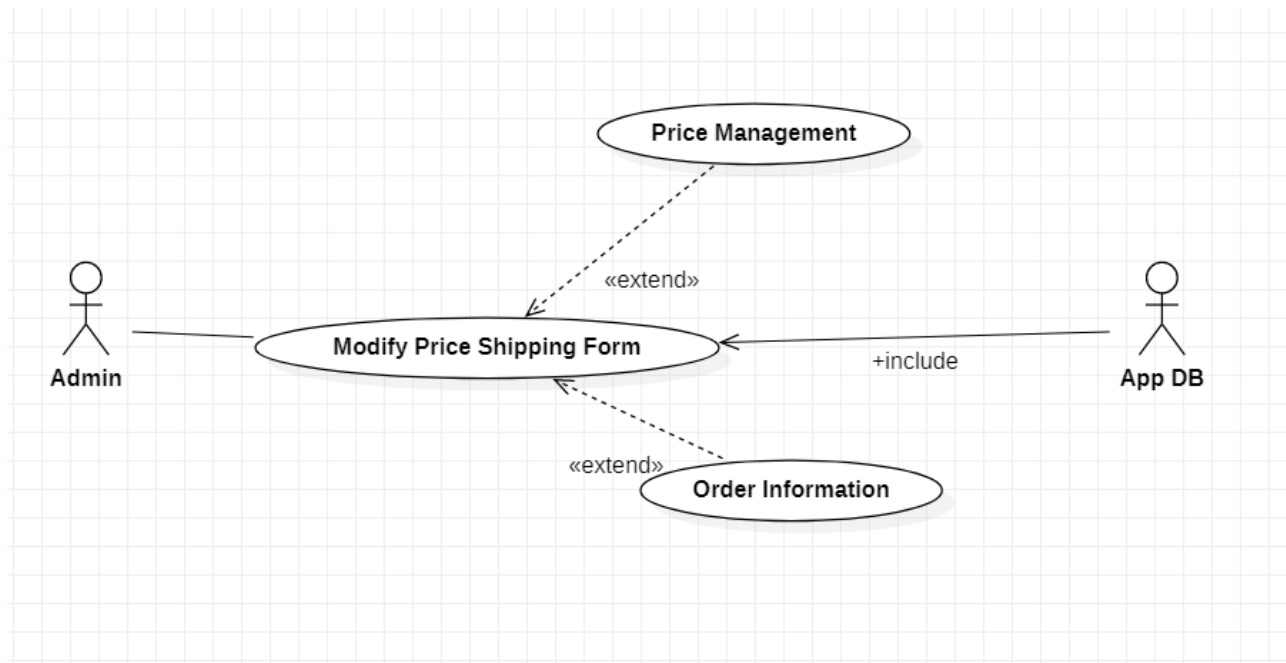 Price Management
«extend»
Modify Price Shipping Form
+include
Admin
App DB
«extend»
Order Information